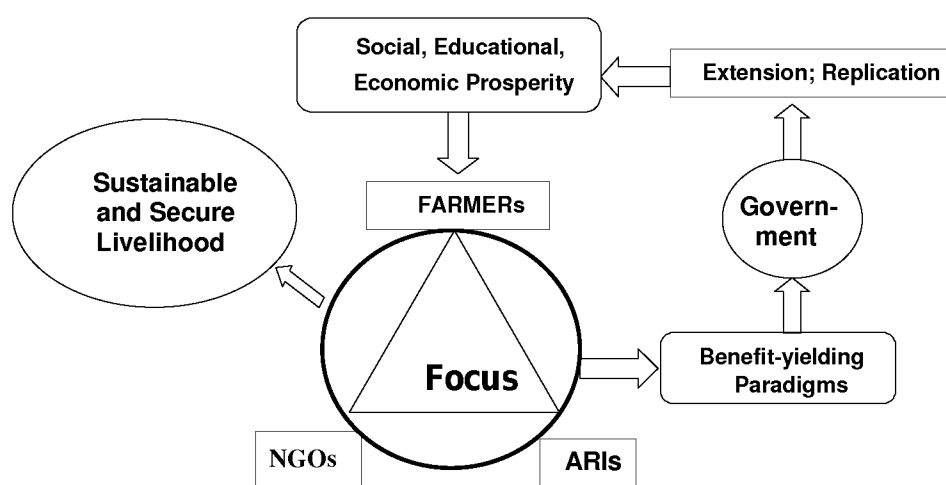 Social, Educational,
Economic Prosperity
Extension; Replication
Sustainable
and Secure
Livelihood
FARMERs
Govern-
ment
Focus
Benefit-yielding
Paradigms
NGOs
ARIs